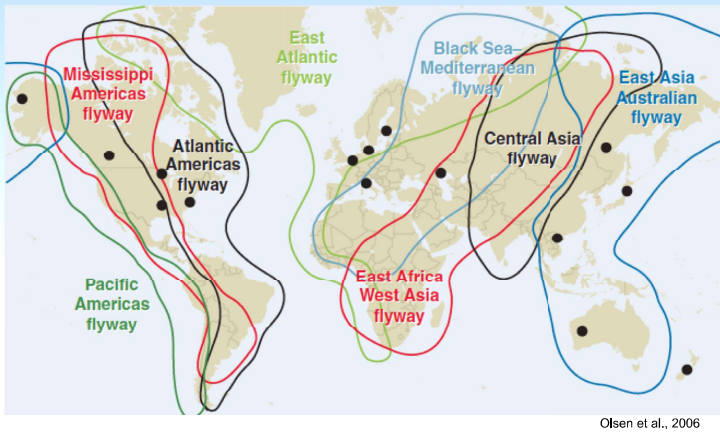 East
Atlantic
flyway
Black Sea–
Mediterranean
flyway
Mississippi
Americas
flyway
East Asia
Australian
flyway
Atlantic
Americas
flyway
Central Asia
flyway
Pacific
Americas
flyway
East Africa
West Asia
flyway
Olsen et al., 2006